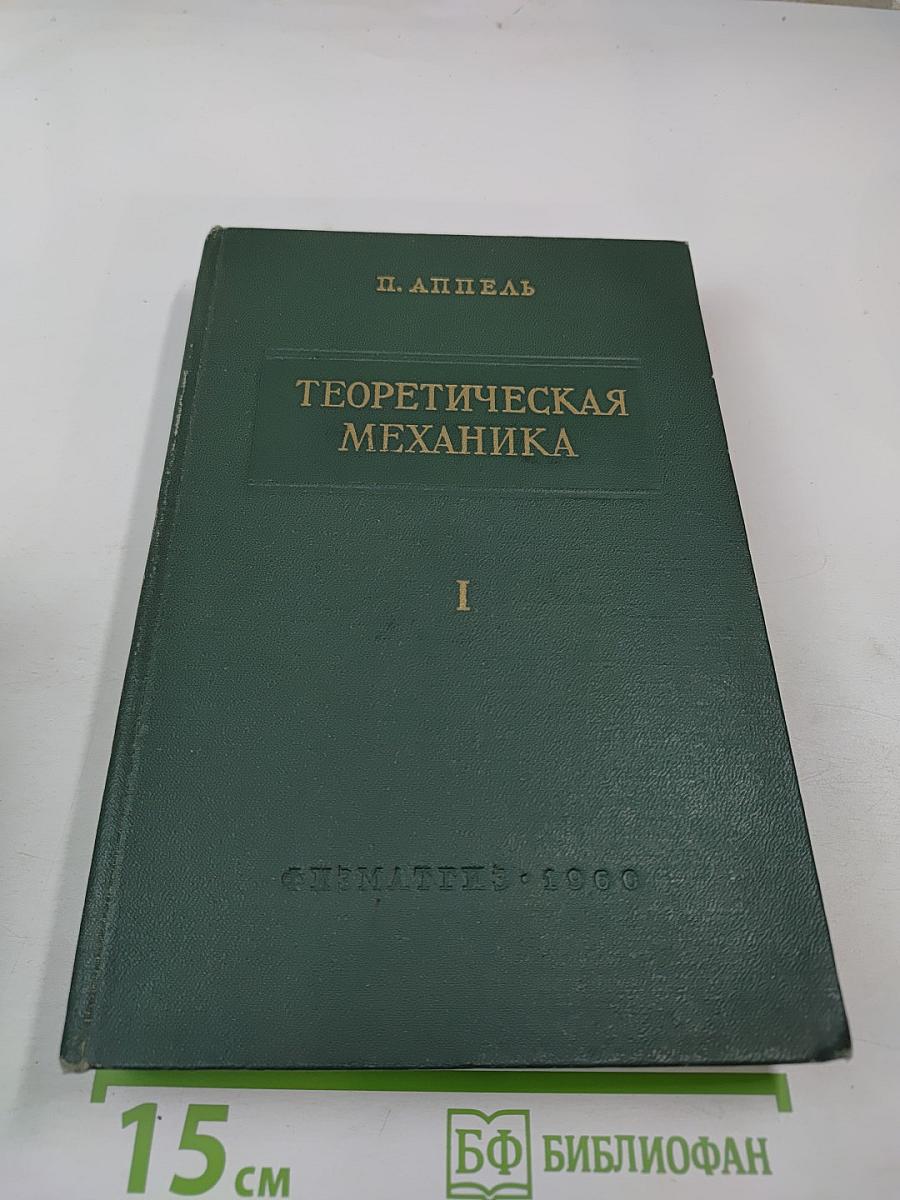 П. АППЕЛЬ
ТЕОРЕТИЧЕСКАЯ
МЕХАНИКА
I
ФИЗМАТГИЗ · 1960
15 см
БФ БИБЛИОФАН